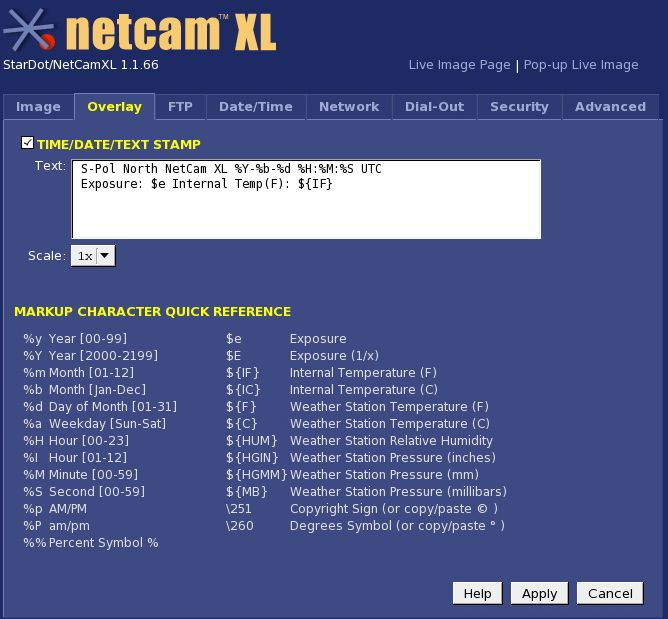 netcam™ XL
StarDot/NetCamXL 1.1.66
Live Image Page | Pop-up Live Image
Image Overlay FTP Date/Time Network Dial-Out Security Advanced
TIME/DATE/TEXT STAMP
Text: S-Pol North NetCam XL %Y-%b-%d %H:%M:%S UTC
Exposure: $e Internal Temp(F): ${IF}
Scale: 1x
MARKUP CHARACTER QUICK REFERENCE
%y Year [00-99] $e Exposure
%Y Year [2000-2199] $E Exposure (1/x)
%m Month [01-12] ${IF} Internal Temperature (F)
%b Month [Jan-Dec] ${IC} Internal Temperature (C)
%d Day of Month [01-31] ${F} Weather Station Temperature (F)
%a Weekday [Sun-Sat] ${C} Weather Station Temperature (C)
%H Hour [00-23] ${HUM} Weather Station Relative Humidity
%I Hour [01-12] ${HGIN} Weather Station Pressure (inches)
%M Minute [00-59] ${HGMM} Weather Station Pressure (mm)
%S Second [00-59] ${MB} Weather Station Pressure (millibars)
%p AM/PM \251 Copyright Sign (or copy/paste © )
%P am/pm \260 Degrees Symbol (or copy/paste ° )
%% Percent Symbol %
Help Apply Cancel